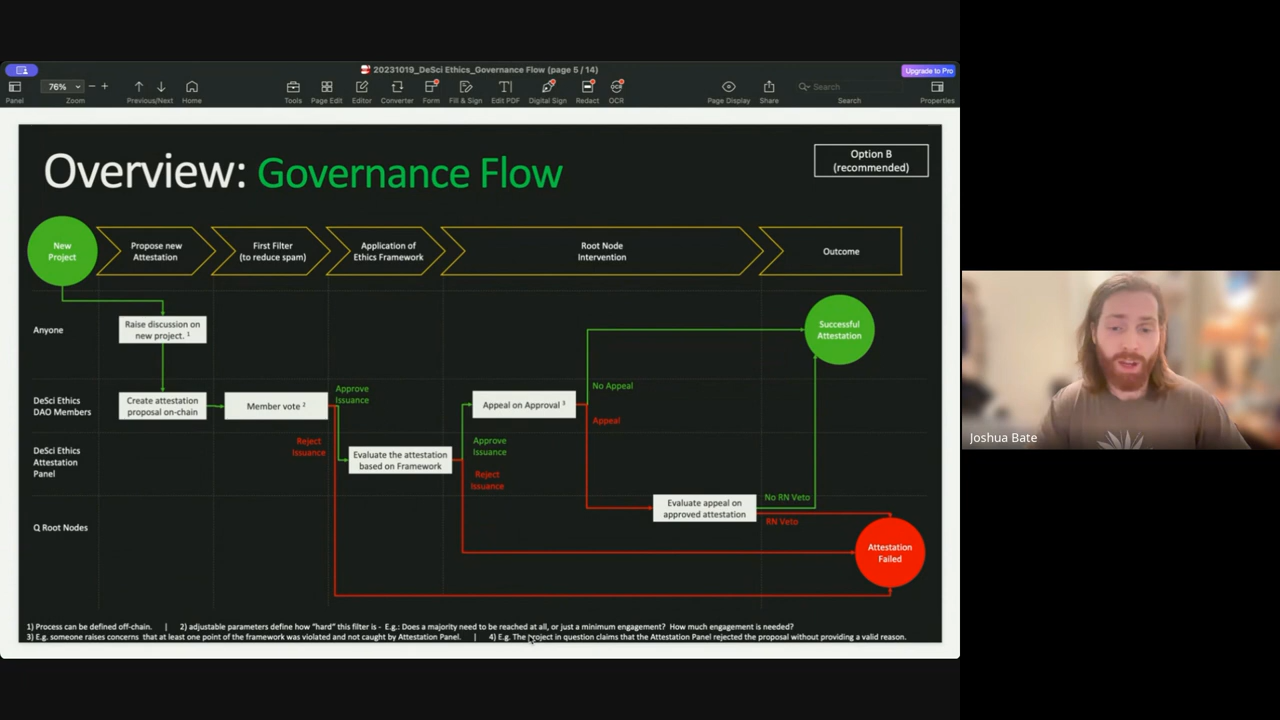 20231019_DeSci Ethics_Governance Flow (page 5 / 14)
Upgrade to Pro
76%
Search
Panel
Zoom
Previous/Next
Home
Tools
Page Edit
Editor
Converter
Form
Fill & Sign
Edit PDF
Digital Sign
Redact
OCR
Page Display
Share
Search
Properties
Overview: Governance Flow
Option B
(recommended)
New
Project
Propose new
Attestation
First Filter
(to reduce spam)
Application of
Ethics Framework
Root Node
Intervention
Outcome
Anyone
Raise discussion on
new project. 1
Successful
Attestation
DeSci Ethics
DAO Members
Create attestation
proposal on-chain
Member vote 2
Approve
Issuance
Reject
Issuance
Appeal on Approval 3
No Appeal
Appeal
DeSci Ethics
Attestation
Panel
Evaluate the attestation
based on Framework
Approve
Issuance
Reject
Issuance
Q Root Nodes
Evaluate appeal on
approved attestation
No RN Veto
RN Veto
Attestation
Failed
1) Process can be defined off-chain. | 2) adjustable parameters define how "hard" this filter is - E.g.: Does a majority need to be reached at all, or just a minimum engagement? How much engagement is needed?
3) E.g. someone raises concerns that at least one point of the framework was violated and not caught by Attestation Panel. | 4) E.g. The project in question claims that the Attestation Panel rejected the proposal without providing a valid reason.
Joshua Bate